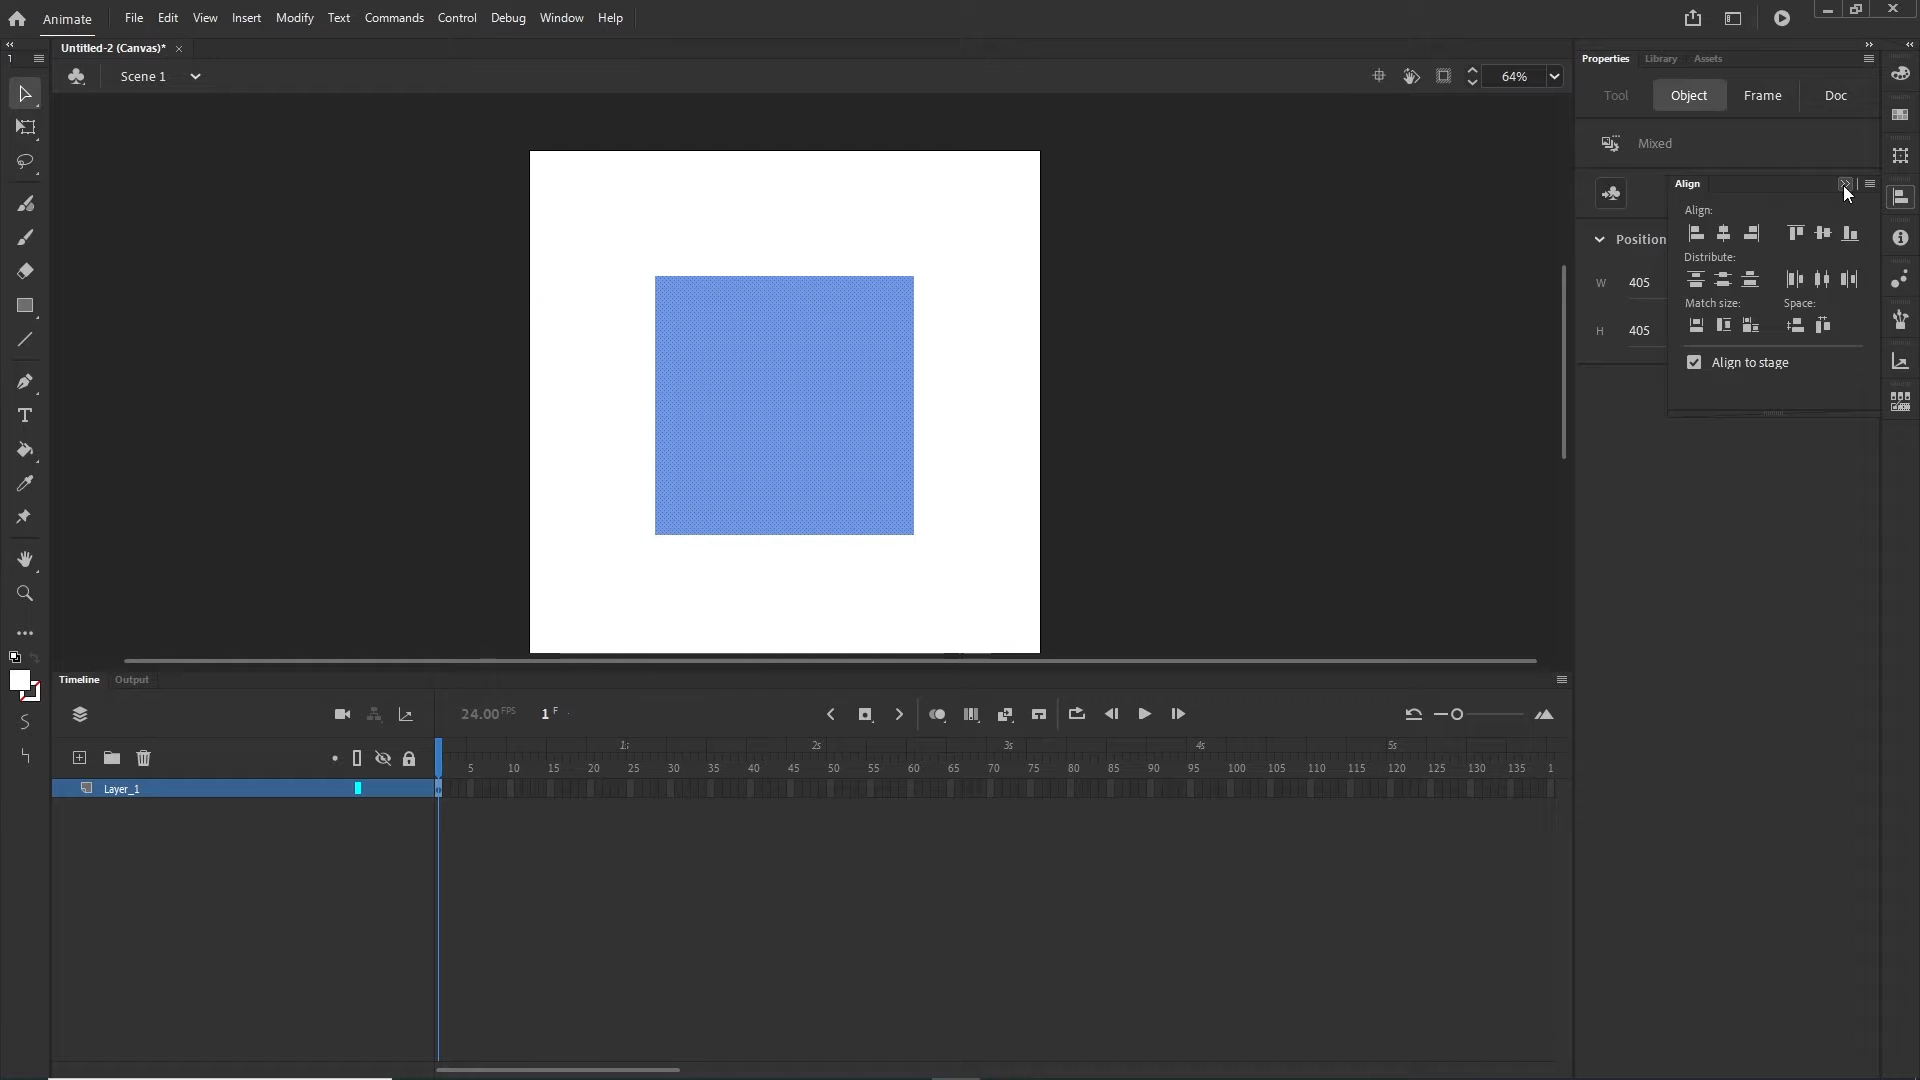 Animate File Edit View Insert Modify Text Commands Control Debug Window Help
Untitled-2 (Canvas)*
Scene 1
64%
Properties Library Assets
Tool Object Frame Doc
Mixed
Align
Align:
Position
Distribute:
W 405
Match size: Space:
H 405
Align to stage
Timeline Output
24.00 FPS 1 F
1s 2s 3s 4s 5s
5 10 15 20 25 30 35 40 45 50 55 60 65 70 75 80 85 90 95 100 105 110 115 120 125 130 135 1
Layer_1